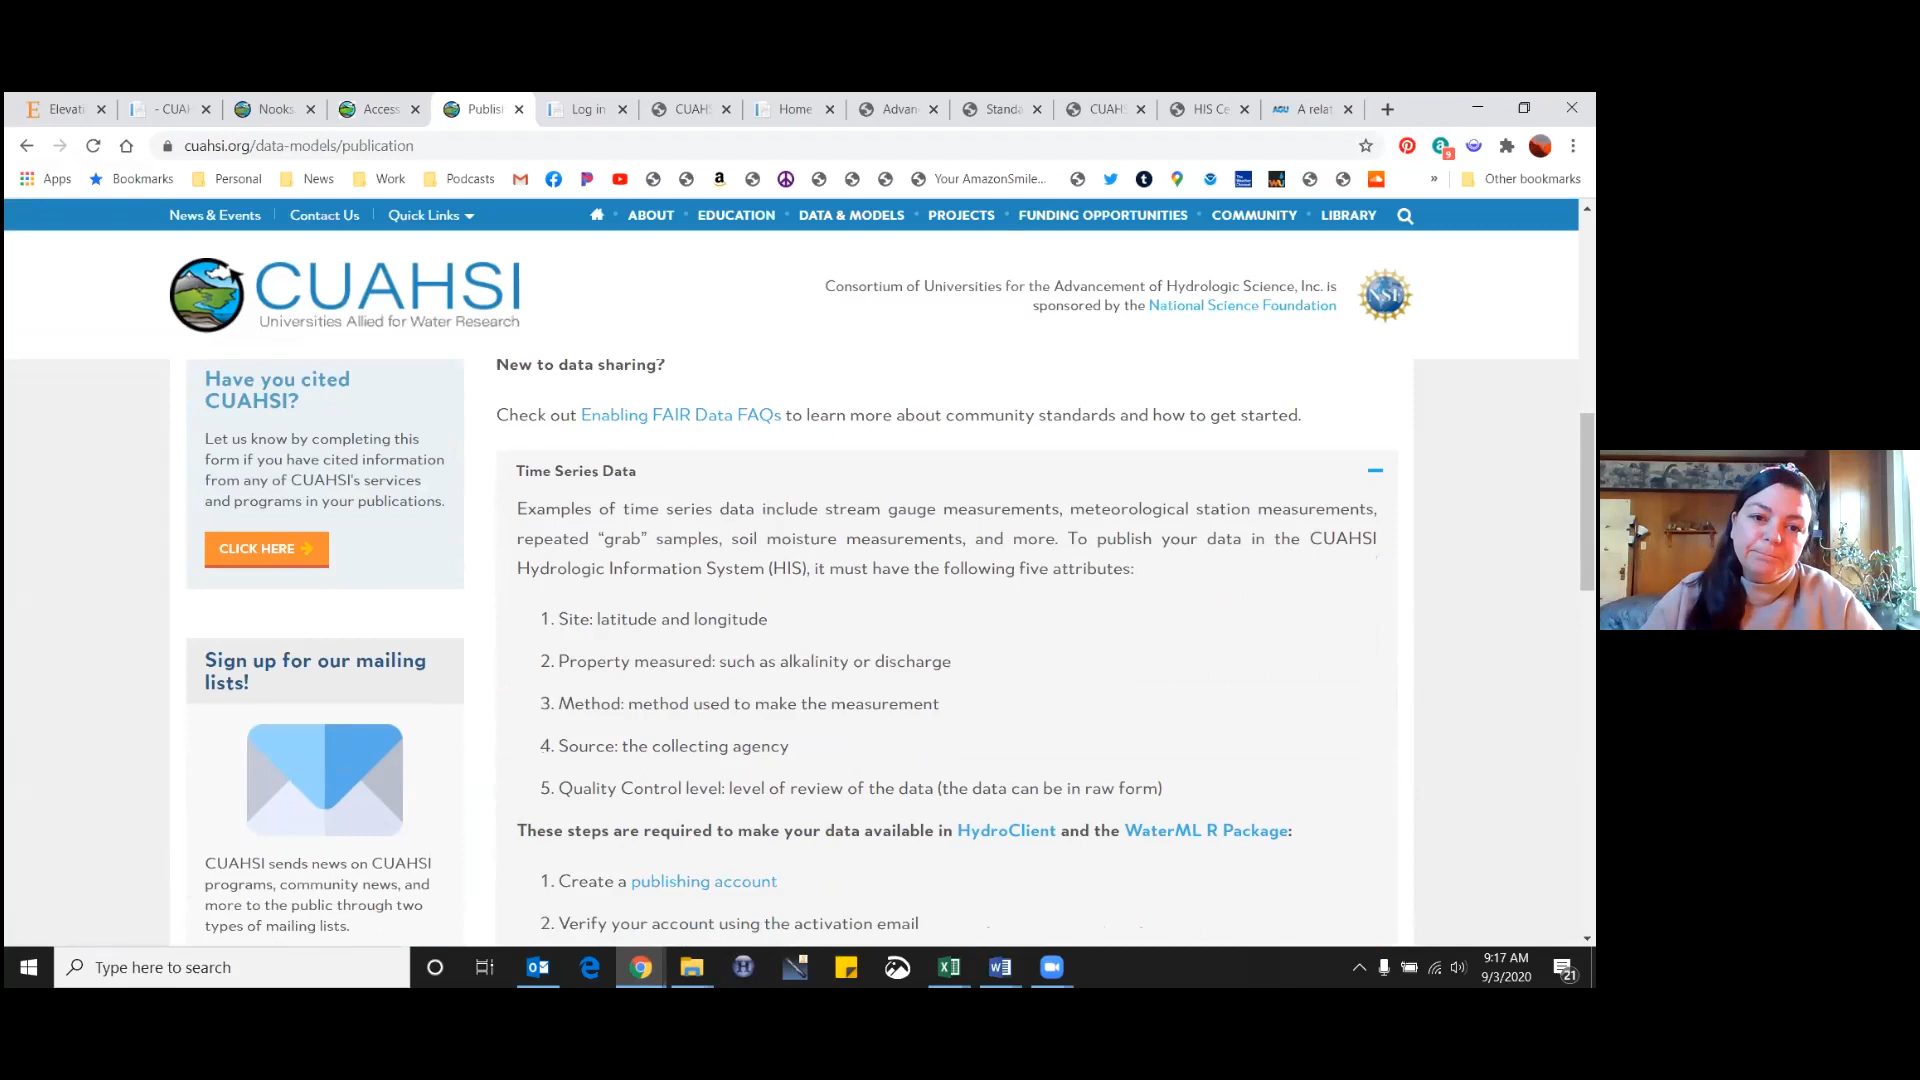 Elevati
- CUAH
Nooks
Access
Publis
Log in
CUAHS
Home
Advan
Standa
CUAHS
HIS Ce
AGU
A relat
cuahsi.org/data-models/publication
9
Apps
Bookmarks
Personal
News
Work
Podcasts
Your AmazonSmile...
»
Other bookmarks
News & Events
Contact Us
Quick Links
ABOUT
EDUCATION
DATA & MODELS
PROJECTS
FUNDING OPPORTUNITIES
COMMUNITY
LIBRARY
CUAHSI
Universities Allied for Water Research
Consortium of Universities for the Advancement of Hydrologic Science, Inc. is
sponsored by the National Science Foundation
NSF
Have you cited
CUAHSI?
Let us know by completing this
form if you have cited information
from any of CUAHSI's services
and programs in your publications.
CLICK HERE
Sign up for our mailing
lists!
CUAHSI sends news on CUAHSI
programs, community news, and
more to the public through two
types of mailing lists.
New to data sharing?
Check out Enabling FAIR Data FAQs to learn more about community standards and how to get started.
Time Series Data
Examples of time series data include stream gauge measurements, meteorological station measurements,
repeated “grab” samples, soil moisture measurements, and more. To publish your data in the CUAHSI
Hydrologic Information System (HIS), it must have the following five attributes:
1. Site: latitude and longitude
2. Property measured: such as alkalinity or discharge
3. Method: method used to make the measurement
4. Source: the collecting agency
5. Quality Control level: level of review of the data (the data can be in raw form)
These steps are required to make your data available in HydroClient and the WaterML R Package:
1. Create a publishing account
2. Verify your account using the activation email
Type here to search
9:17 AM
9/3/2020
21